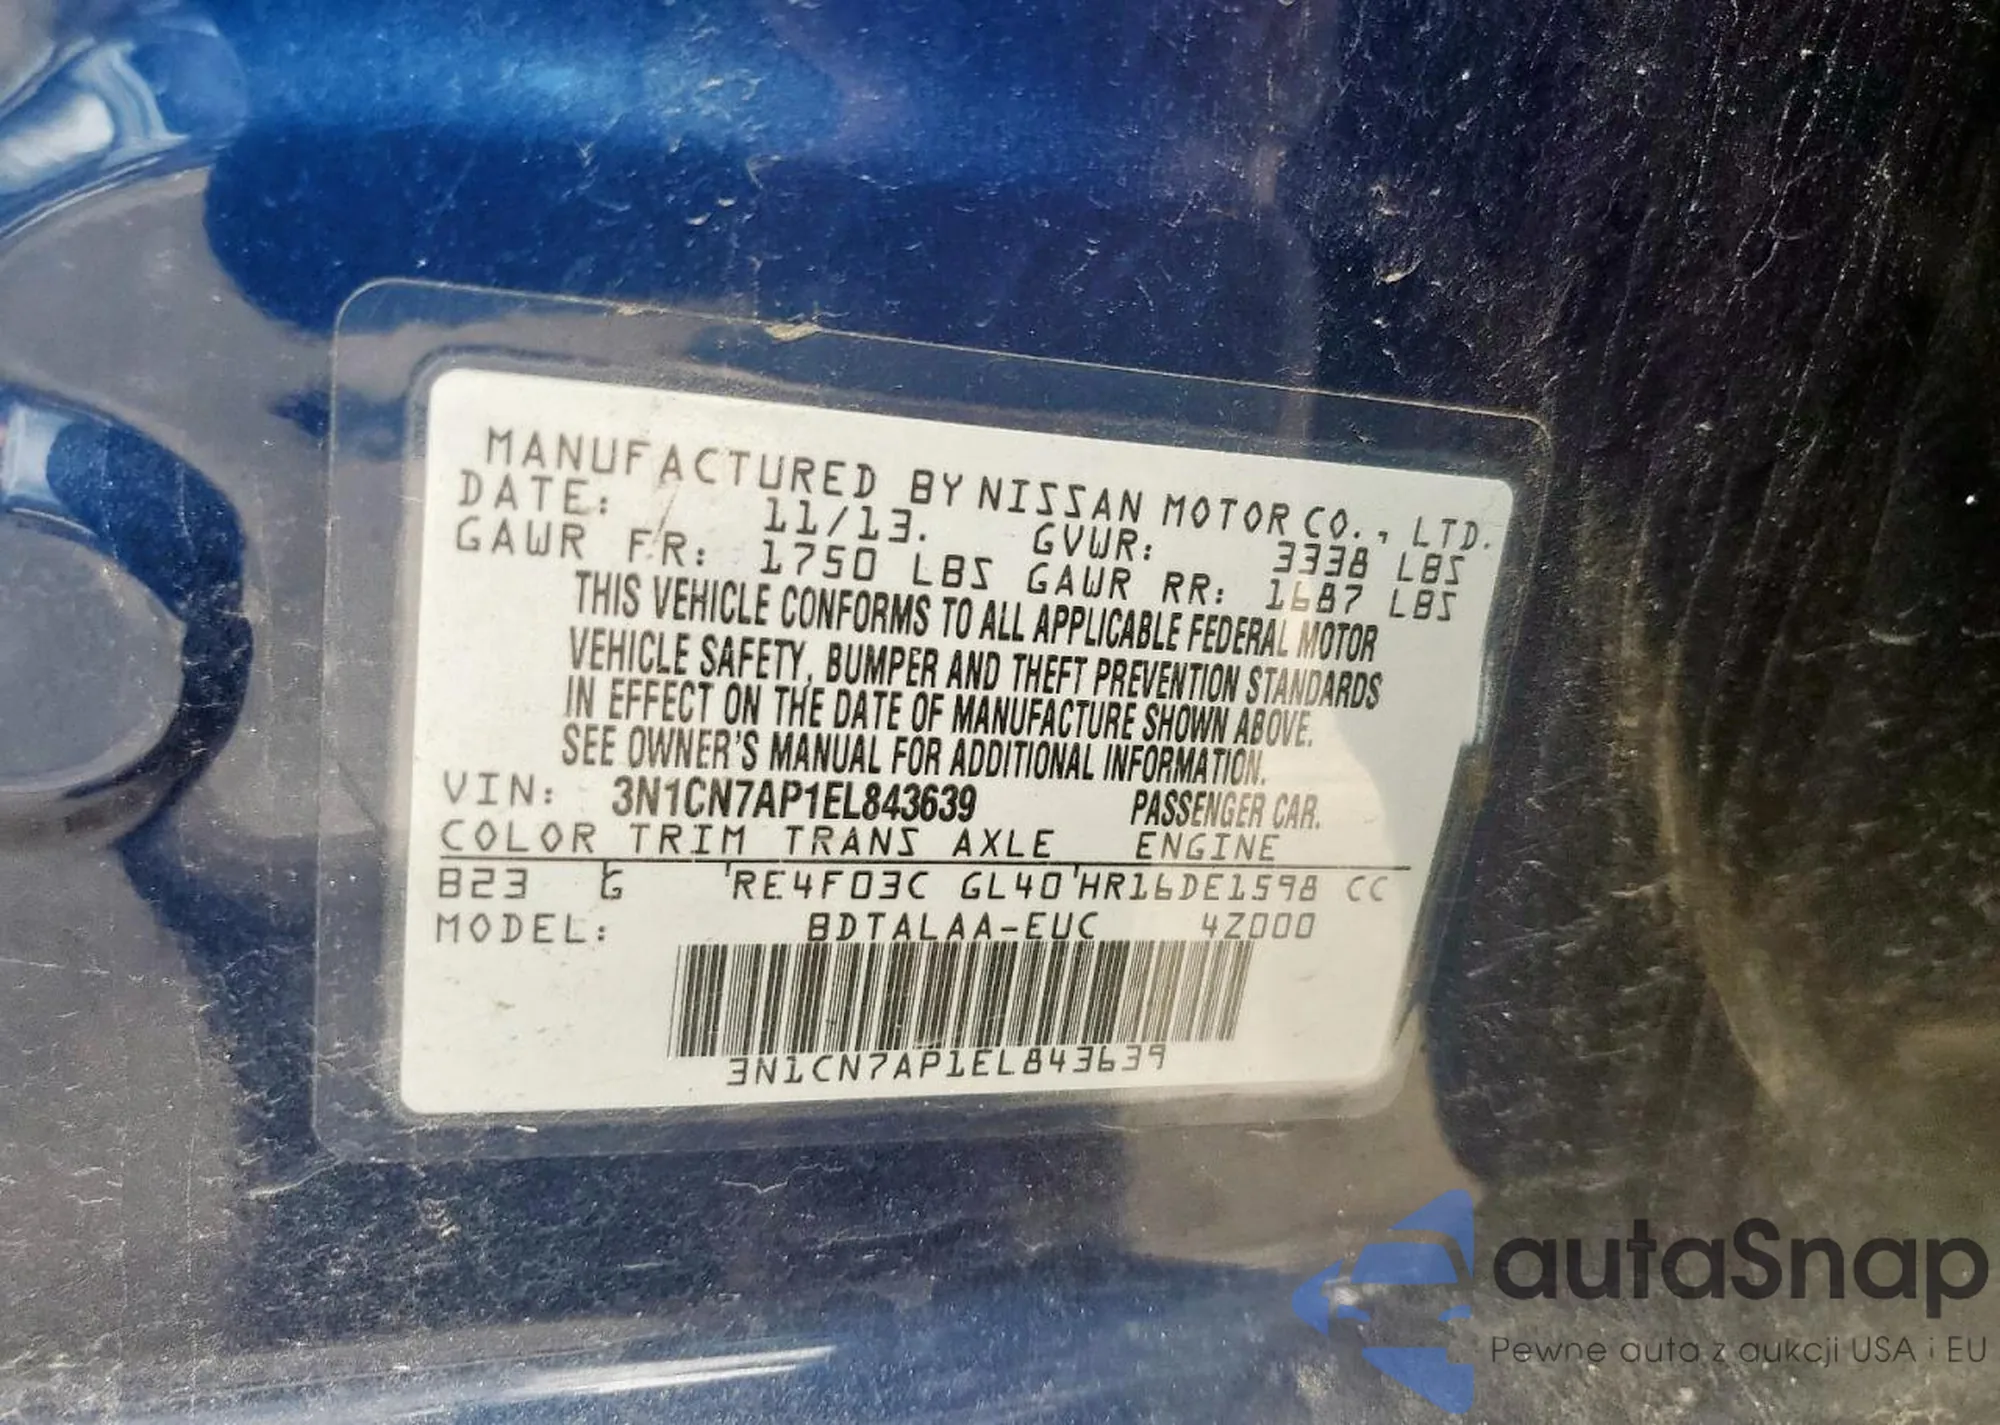 MANUFACTURED BY NISSAN MOTOR CO., LTD.
DATE: 11/13. GVWR: 3338 LBS
GAWR FR: 1750 LBS GAWR RR: 1687 LBS
THIS VEHICLE CONFORMS TO ALL APPLICABLE FEDERAL MOTOR
VEHICLE SAFETY, BUMPER AND THEFT PREVENTION STANDARDS
IN EFFECT ON THE DATE OF MANUFACTURE SHOWN ABOVE.
SEE OWNER'S MANUAL FOR ADDITIONAL INFORMATION.
VIN: 3N1CN7AP1EL843639 PASSENGER CAR.
COLOR TRIM TRANS AXLE ENGINE
B23 G RE4F03C GL40 HR16DE1598 CC
MODEL: BDTALAA-EUC 4Z000
3N1CN7AP1EL843639
autaSnap
Pewne auta z aukcji USA i EU